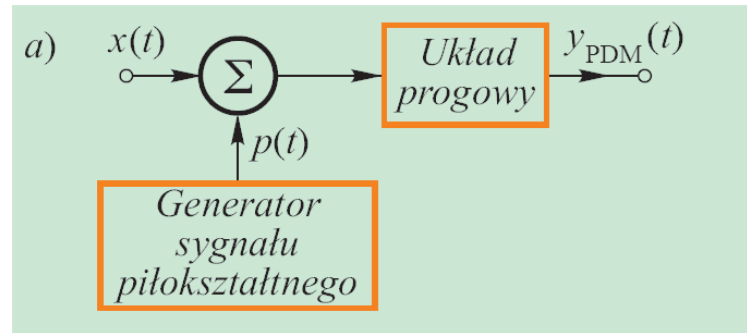 a)
x(t)
Σ
Układ
progowy
y_PDM(t)
p(t)
Generator
sygnału
piłokształtnego